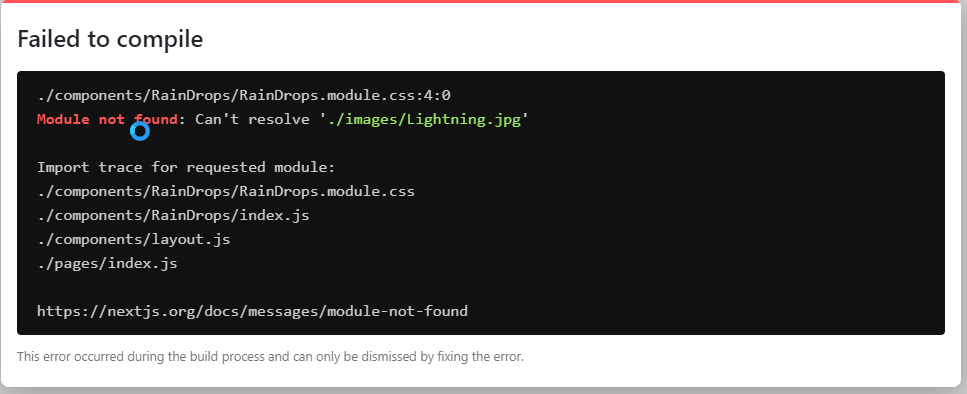 Failed to compile
./components/RainDrops/RainDrops.module.css:4:0
Module not found: Can't resolve './images/Lightning.jpg'
Import trace for requested module:
./components/RainDrops/RainDrops.module.css
./components/RainDrops/index.js
./components/layout.js
./pages/index.js
https://nextjs.org/docs/messages/module-not-found
This error occurred during the build process and can only be dismissed by fixing the error.